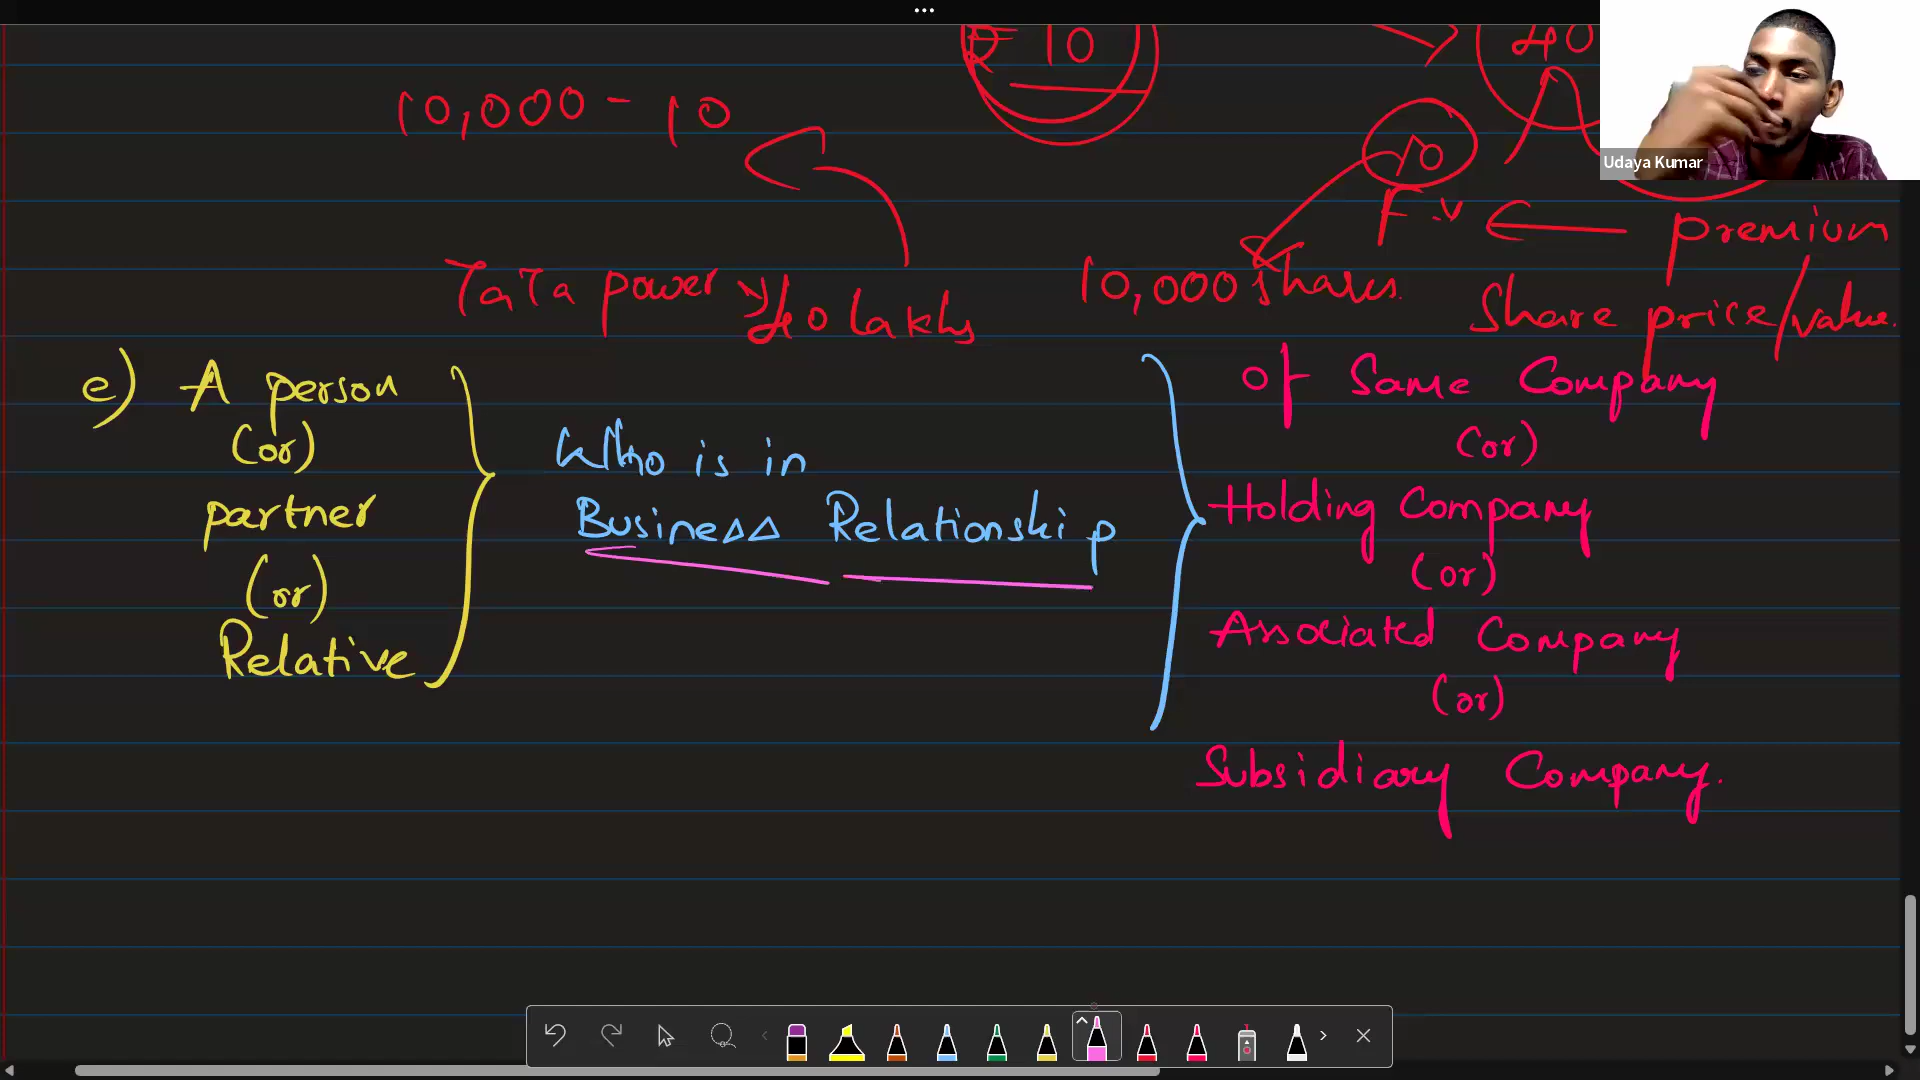 ₹ 10
40
Udaya Kumar
10,000 - 10
10
F.V
premium
TaTa power
40 lakhs
10,000 shares.
Share price/value.
e) A person
(or)
partner
(or)
Relative
Who is in
Business Relationship
Of Same Company
(or)
Holding Company
(or)
Associated Company
(or)
Subsidiary Company.